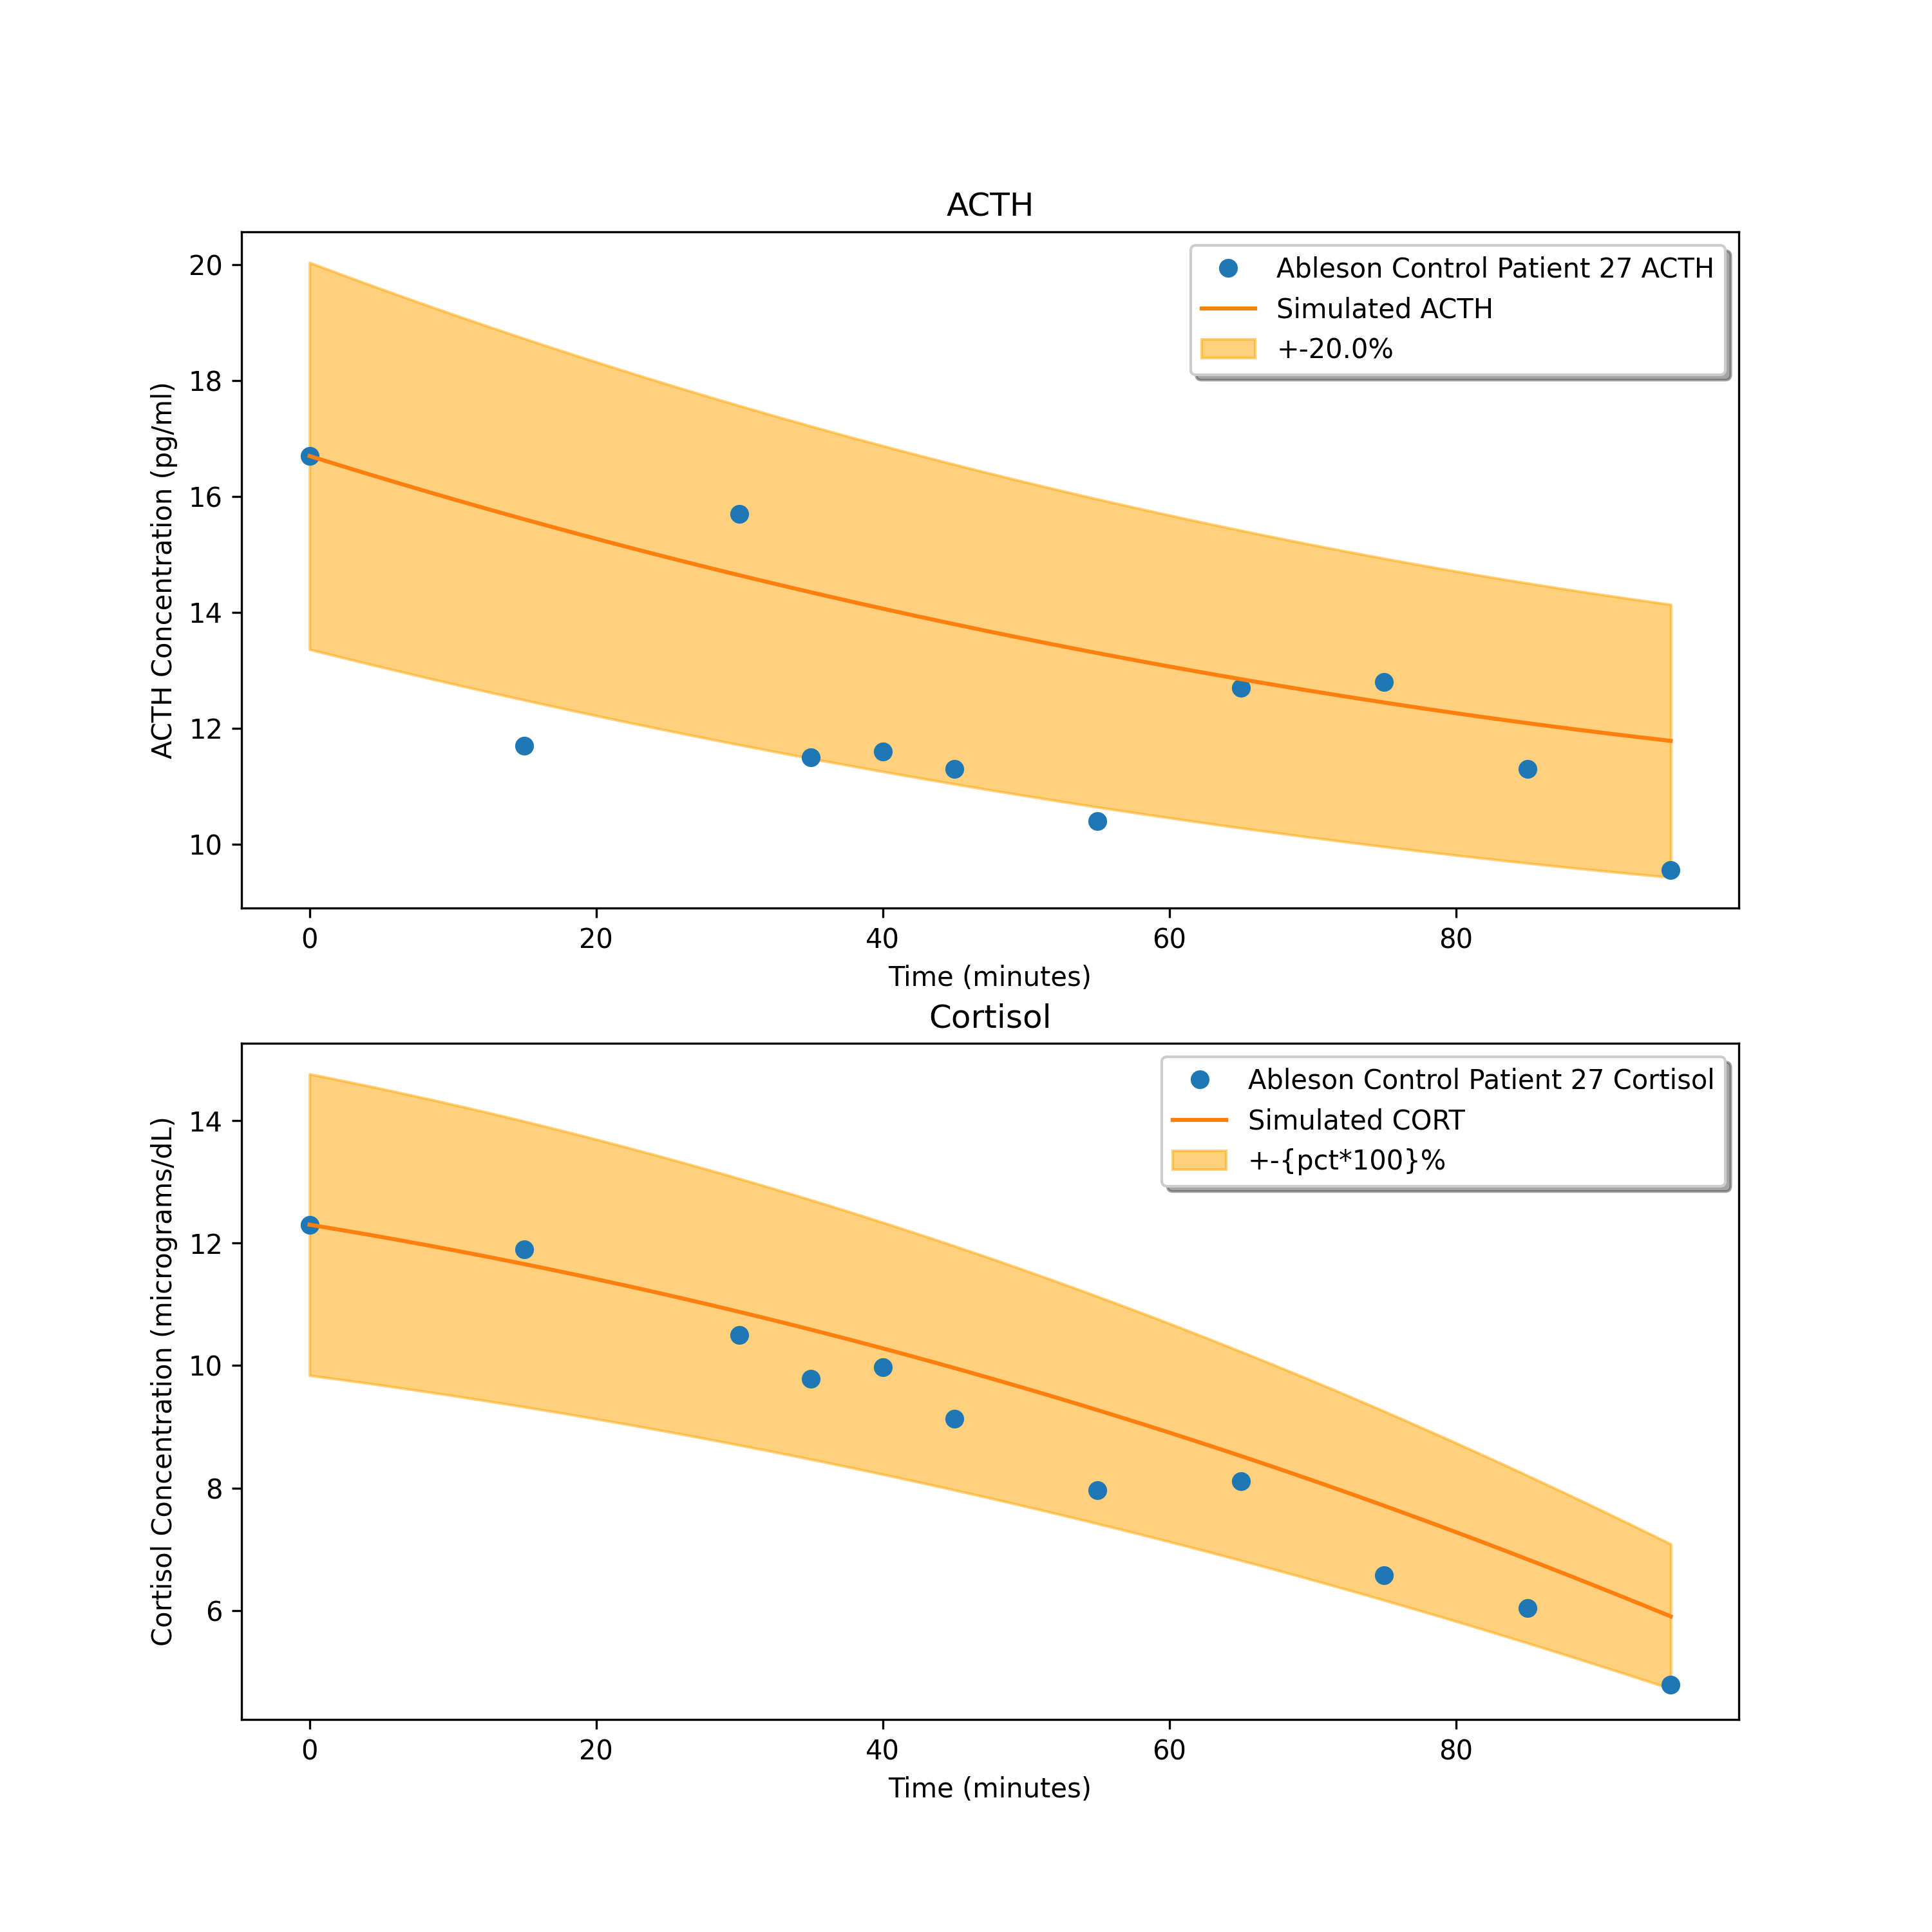 ACTH
Ableson Control Patient 27 ACTH
Simulated ACTH
+-20.0%
ACTH Concentration (pg/ml)
20
18
16
14
12
10
0 20 40 60 80
Time (minutes)
Cortisol
Ableson Control Patient 27 Cortisol
Simulated CORT
+-{pct*100}%
Cortisol Concentration (micrograms/dL)
14
12
10
8
6
0 20 40 60 80
Time (minutes)